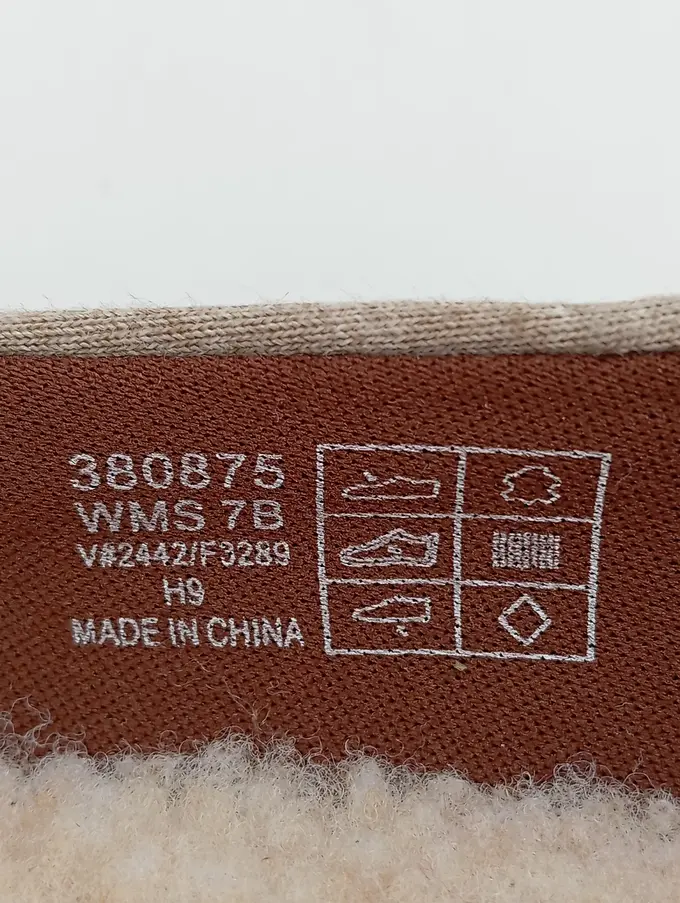 380875
WMS 7B
V#2442/F3289
H9
MADE IN CHINA